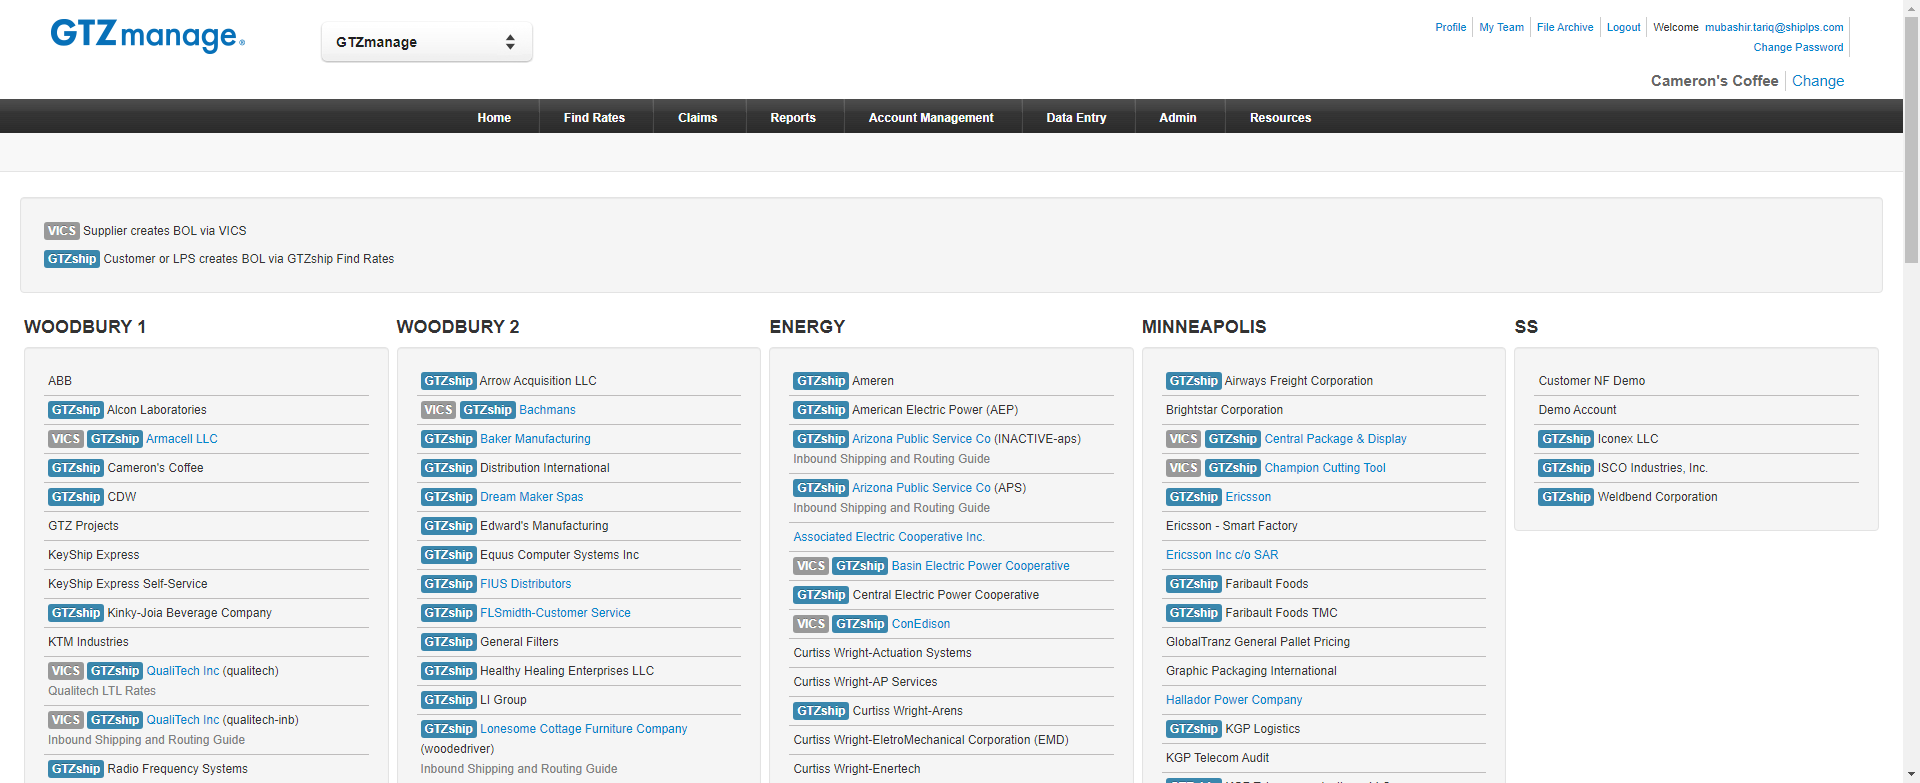 GTZmanage®
GTZmanage
Profile My Team File Archive Logout Welcome mubashir.tariq@shiplps.com
Change Password
Cameron's Coffee Change
Home Find Rates Claims Reports Account Management Data Entry Admin Resources
VICS Supplier creates BOL via VICS
GTZship Customer or LPS creates BOL via GTZship Find Rates
WOODBURY 1
ABB
GTZship Alcon Laboratories
VICS GTZship Armacell LLC
GTZship Cameron's Coffee
GTZship CDW
GTZ Projects
KeyShip Express
KeyShip Express Self-Service
GTZship Kinky-Joia Beverage Company
KTM Industries
VICS GTZship QualiTech Inc (qualitech)
Qualitech LTL Rates
VICS GTZship QualiTech Inc (qualitech-inb)
Inbound Shipping and Routing Guide
GTZship Radio Frequency Systems
WOODBURY 2
GTZship Arrow Acquisition LLC
VICS GTZship Bachmans
GTZship Baker Manufacturing
GTZship Distribution International
GTZship Dream Maker Spas
GTZship Edward's Manufacturing
GTZship Equus Computer Systems Inc
GTZship FIUS Distributors
GTZship FLSmidth-Customer Service
GTZship General Filters
GTZship Healthy Healing Enterprises LLC
GTZship LI Group
GTZship Lonesome Cottage Furniture Company
(woodedriver)
Inbound Shipping and Routing Guide
ENERGY
GTZship Ameren
GTZship American Electric Power (AEP)
GTZship Arizona Public Service Co (INACTIVE-aps)
Inbound Shipping and Routing Guide
GTZship Arizona Public Service Co (APS)
Inbound Shipping and Routing Guide
Associated Electric Cooperative Inc.
VICS GTZship Basin Electric Power Cooperative
GTZship Central Electric Power Cooperative
VICS GTZship ConEdison
Curtiss Wright-Actuation Systems
Curtiss Wright-AP Services
GTZship Curtiss Wright-Arens
Curtiss Wright-EletroMechanical Corporation (EMD)
Curtiss Wright-Enertech
MINNEAPOLIS
GTZship Airways Freight Corporation
Brightstar Corporation
VICS GTZship Central Package & Display
VICS GTZship Champion Cutting Tool
GTZship Ericsson
Ericsson - Smart Factory
Ericsson Inc c/o SAR
GTZship Faribault Foods
GTZship Faribault Foods TMC
GlobalTranz General Pallet Pricing
Graphic Packaging International
Hallador Power Company
GTZship KGP Logistics
KGP Telecom Audit
SS
Customer NF Demo
Demo Account
GTZship Iconex LLC
GTZship ISCO Industries, Inc.
GTZship Weldbend Corporation